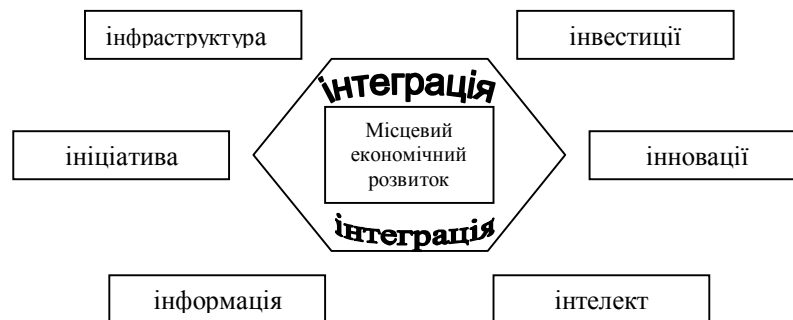 інфраструктура
інвестиції
інтеграція
Місцевий
економічний
розвиток
ініціатива
інновації
інтеграція
інформація
інтелект